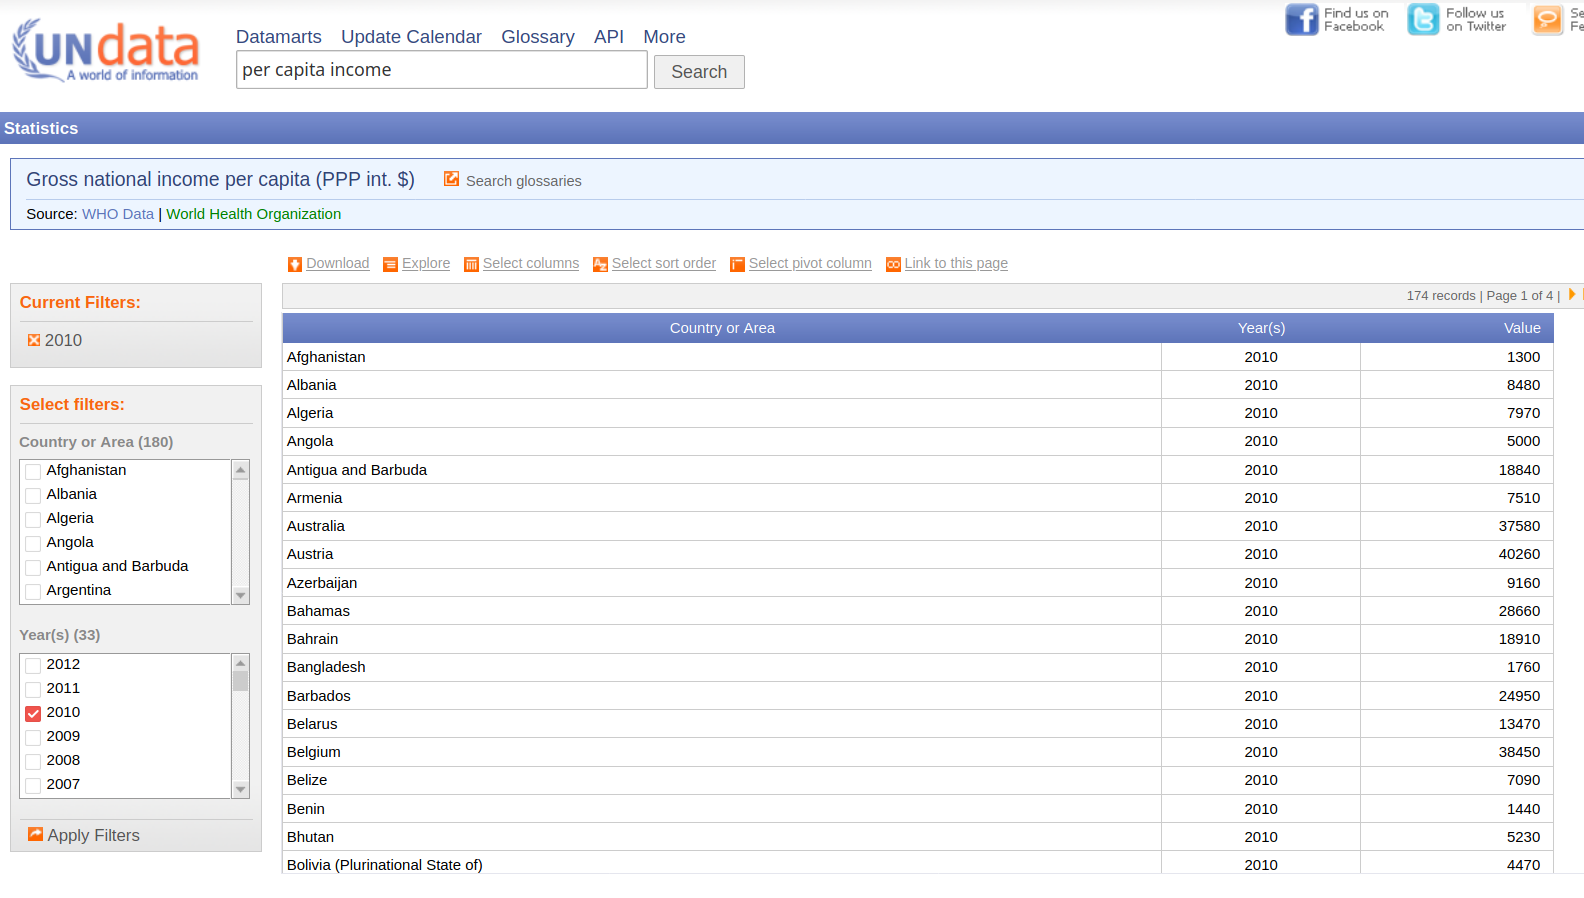 UNdata
A world of information
Datamarts Update Calendar Glossary API More
per capita income
Search
Find us on Facebook
Follow us on Twitter
Se
Fe
Statistics
Gross national income per capita (PPP int. $) Search glossaries
Source: WHO Data | World Health Organization
Download Explore Select columns Select sort order Select pivot column Link to this page
Current Filters:
2010
Select filters:
Country or Area (180)
Afghanistan
Albania
Algeria
Angola
Antigua and Barbuda
Argentina
Year(s) (33)
2012
2011
2010
2009
2008
2007
Apply Filters
174 records | Page 1 of 4 |
Country or Area Year(s) Value
Afghanistan 2010 1300
Albania 2010 8480
Algeria 2010 7970
Angola 2010 5000
Antigua and Barbuda 2010 18840
Armenia 2010 7510
Australia 2010 37580
Austria 2010 40260
Azerbaijan 2010 9160
Bahamas 2010 28660
Bahrain 2010 18910
Bangladesh 2010 1760
Barbados 2010 24950
Belarus 2010 13470
Belgium 2010 38450
Belize 2010 7090
Benin 2010 1440
Bhutan 2010 5230
Bolivia (Plurinational State of) 2010 4470